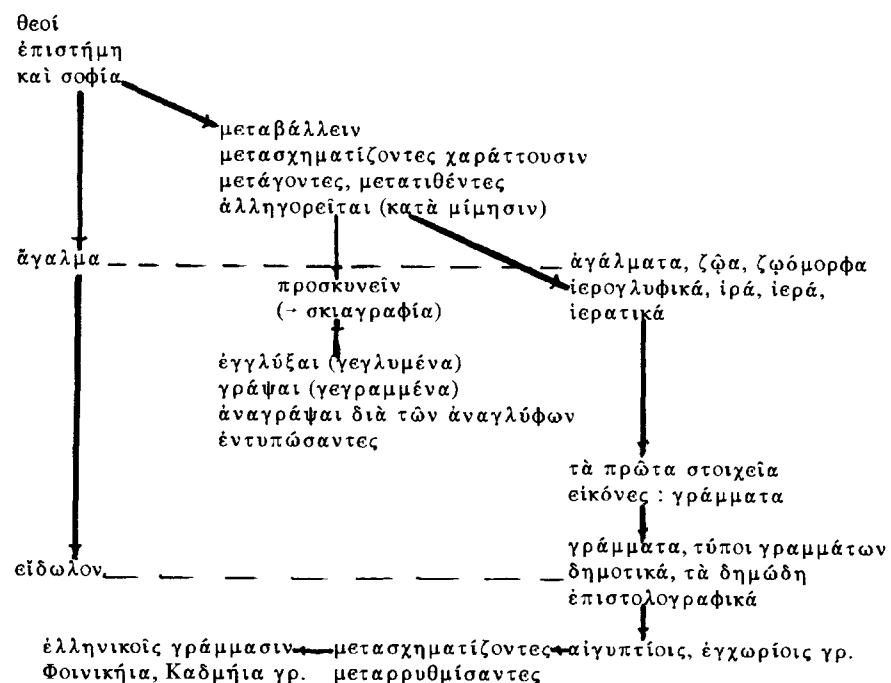 θεοί
ἐπιστήμη
καὶ σοφία
μεταβάλλειν
μετασχηματίζοντες χαράττουσιν
μετάγοντες, μετατιθέντες
ἀλληγορεῖται (κατὰ μίμησιν)
ἄγαλμα
ἀγάλματα, ζῷα, ζῳόμορφα
ἱερογλυφικά, ἱρά, ἱερά,
ἱερατικά
προσκυνεῖν
(→ σκιαγραφία)
ἐγγλύξαι (γεγλυμένα)
γράψαι (γεγραμμένα)
ἀναγράψαι διὰ τῶν ἀναγλύφων
ἐντυπώσαντες
τὰ πρῶτα στοιχεῖα
εἰκόνες : γράμματα
γράμματα, τύποι γραμμάτων
δημοτικά, τὰ δημώδη
ἐπιστολογραφικά
εἴδωλον
ἑλληνικοῖς γράμμασιν μετασχηματίζοντες αἰγυπτίοις, ἐγχωρίοις γρ.
Φοινικήια, Καδμήια γρ. μεταρρυθμίσαντες